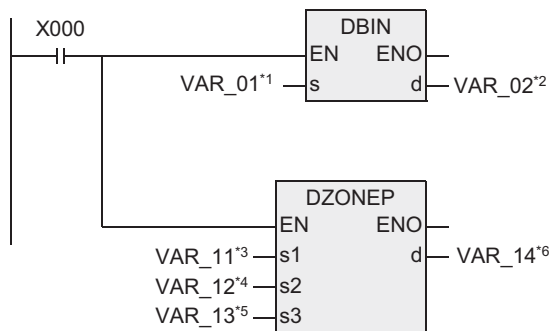 X000
DBIN
EN ENO
VAR_01*1 s d VAR_02*2
DZONEP
EN ENO
VAR_11*3 s1 d VAR_14*6
VAR_12*4 s2
VAR_13*5 s3